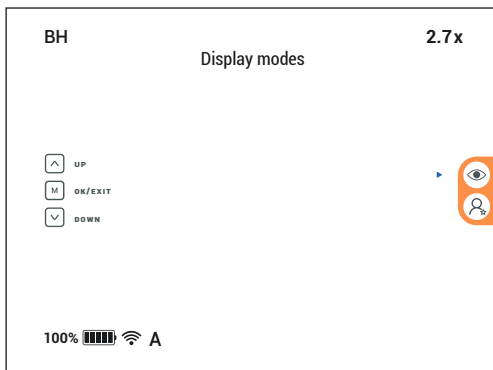 BH 2.7x
Display modes
UP
M OK/EXIT
DOWN
100% A